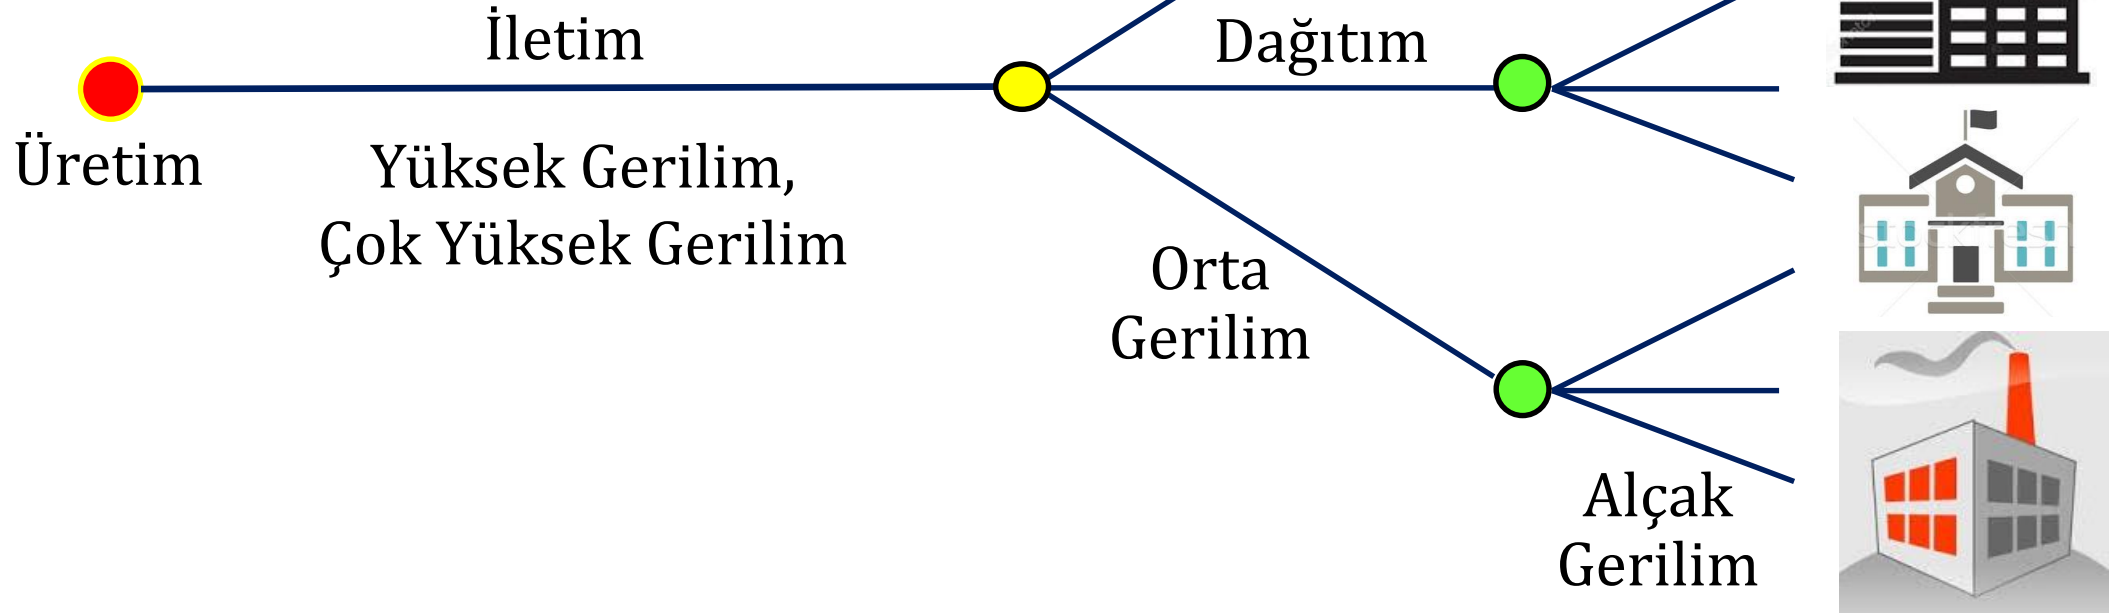 İletim
Dağıtım
Üretim
Yüksek Gerilim,
Çok Yüksek Gerilim
Orta
Gerilim
Alçak
Gerilim